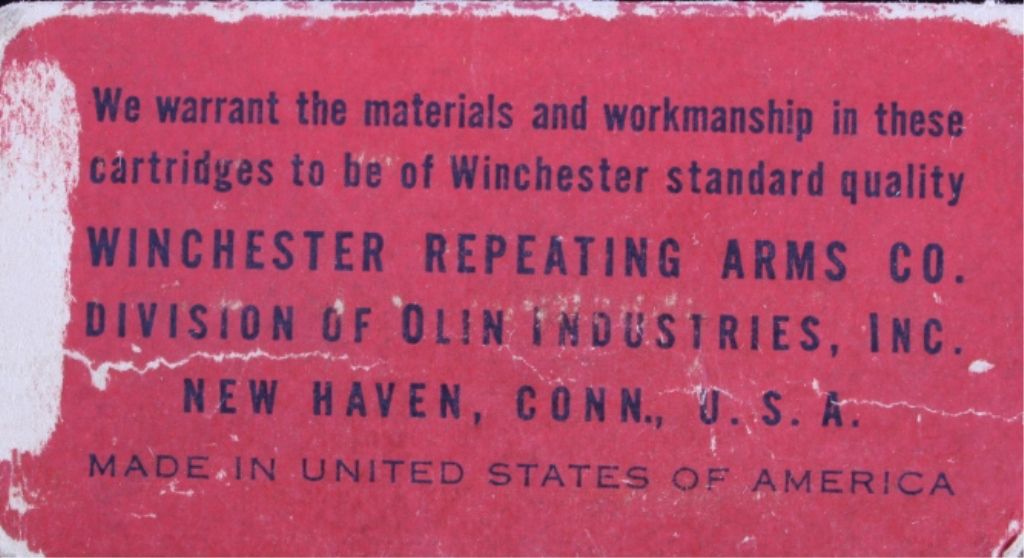 We warrant the materials and workmanship in these
cartridges to be of Winchester standard quality
WINCHESTER REPEATING ARMS CO.
DIVISION OF OLIN INDUSTRIES, INC.
NEW HAVEN, CONN., U. S. A.
MADE IN UNITED STATES OF AMERICA